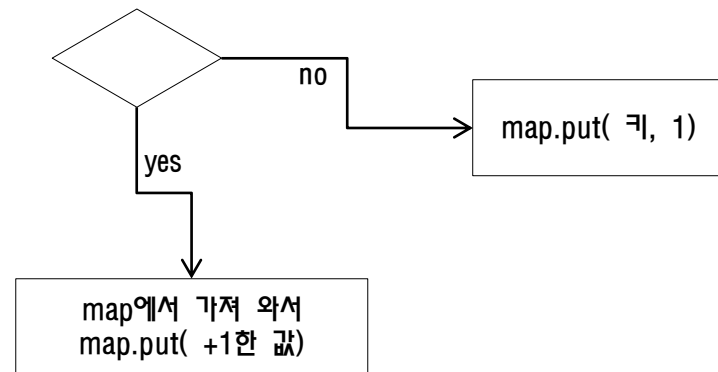 no
map.put( 키, 1)
yes
map에서 가져 와서
map.put( +1한 값)